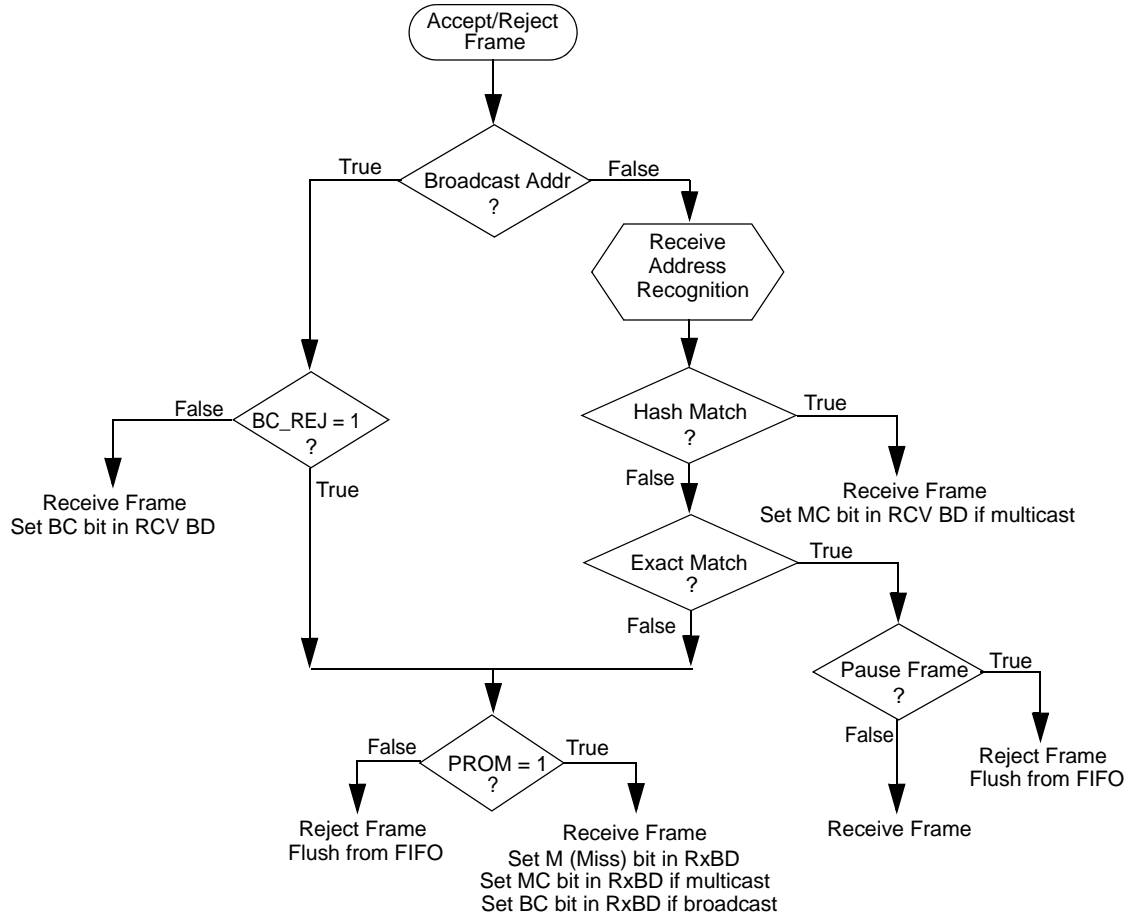 Accept/Reject
Frame
True
Broadcast Addr
?
False
Receive
Address
Recognition
False
BC_REJ = 1
?
True
Hash Match
?
True
False
Receive Frame
Set BC bit in RCV BD
Receive Frame
Set MC bit in RCV BD if multicast
Exact Match
?
True
False
Pause Frame
?
True
False
False
PROM = 1
?
True
Reject Frame
Flush from FIFO
Receive Frame
Reject Frame
Flush from FIFO
Receive Frame
Set M (Miss) bit in RxBD
Set MC bit in RxBD if multicast
Set BC bit in RxBD if broadcast